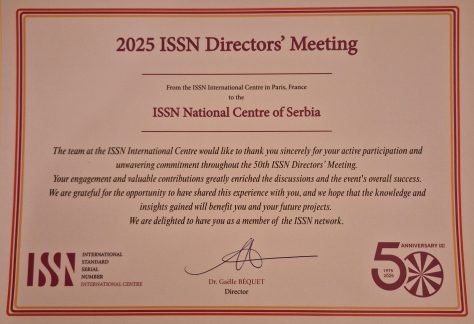 2025 ISSN Directors' Meeting
From the ISSN International Centre in Paris, France
to the
ISSN National Centre of Serbia
The team at the ISSN International Centre would like to thank you sincerely for your active participation and
unwavering commitment throughout the 50th ISSN Directors' Meeting.
Your engagement and valuable contributions greatly enriched the discussions and the event's overall success.
We are grateful for the opportunity to have shared this experience with you, and we hope that the knowledge and
insights gained will benefit you and your future projects.
We are delighted to have you as a member of the ISSN network.
ISSN
INTERNATIONAL
STANDARD
SERIAL
NUMBER
INTERNATIONAL CENTRE
Dr. Gaëlle BÉQUET
Director
50
ANNIVERSARY
1975
2025